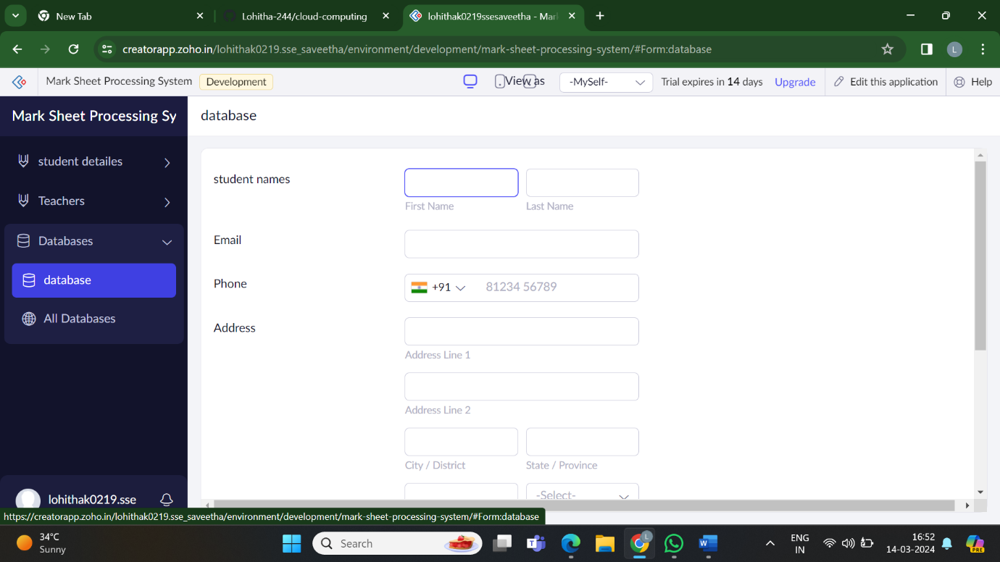 New Tab
Lohitha-244/cloud-computing
lohithak0219ssesaveetha - Mar
creatorapp.zoho.in/lohithak0219.sse_saveetha/environment/development/mark-sheet-processing-system/#Form:database
L
Mark Sheet Processing System
Development
View as
-MySelf-
Trial expires in 14 days
Upgrade
Edit this application
Help
Mark Sheet Processing Sy
database
student detailes
Teachers
Databases
database
All Databases
student names
First Name
Last Name
Email
Phone
+91
81234 56789
Address
Address Line 1
Address Line 2
City / District
State / Province
-Select-
lohithak0219.sse
https://creatorapp.zoho.in/lohithak0219.sse_saveetha/environment/development/mark-sheet-processing-system/#Form:database
34°C
Sunny
Search
L
ENG
IN
16:52
14-03-2024
PRE